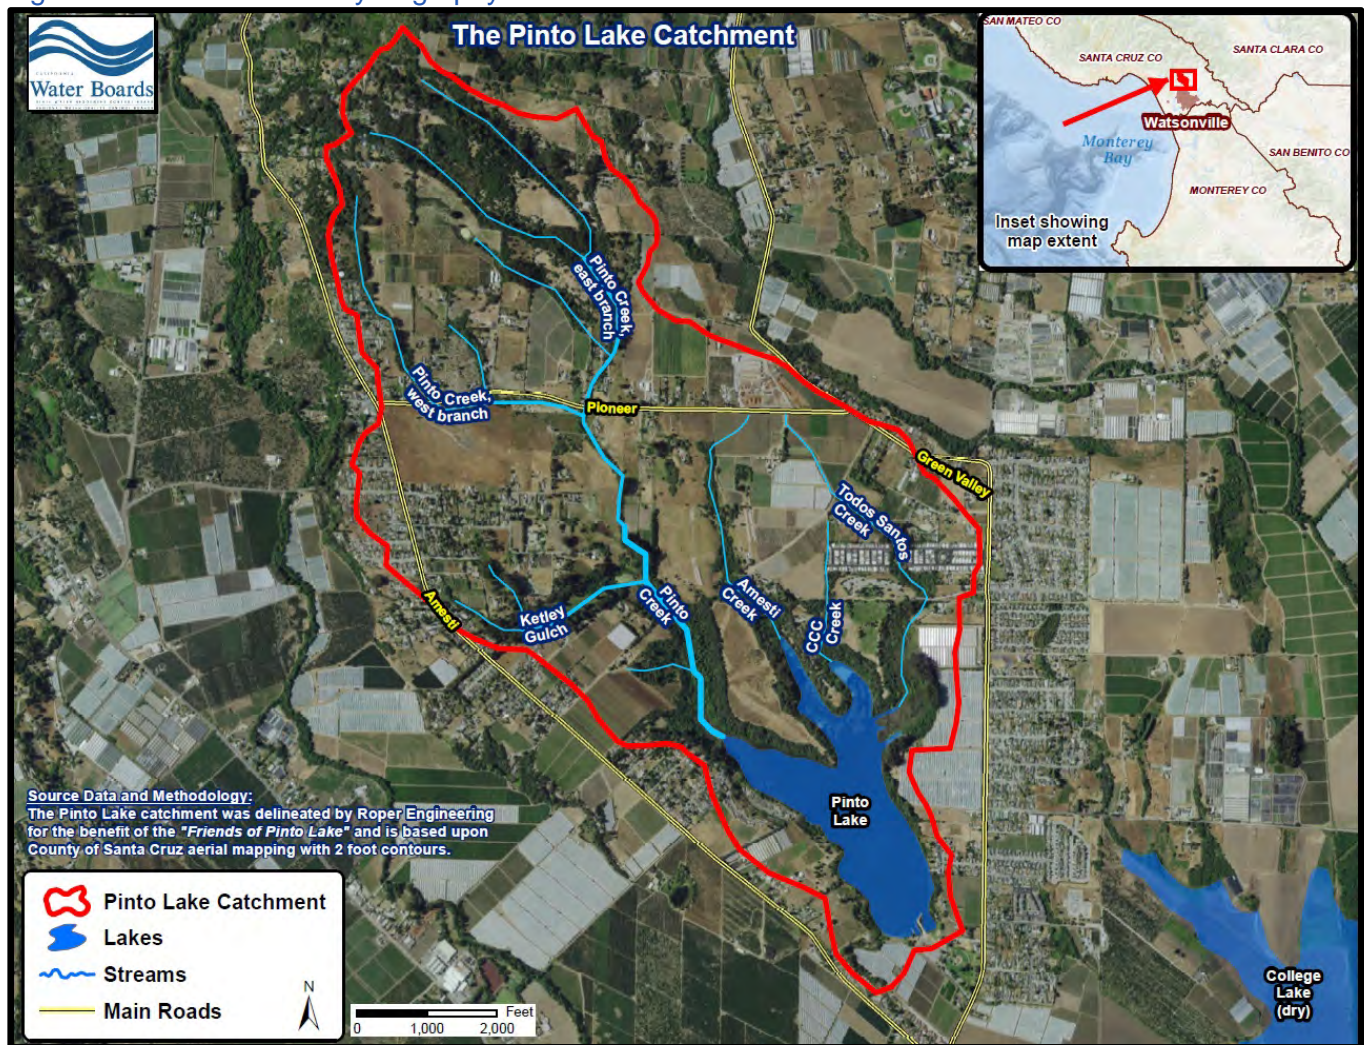 The Pinto Lake Catchment
CALIFORNIA
Water Boards
SAN MATEO CO
SANTA CRUZ CO
SANTA CLARA CO
Watsonville
Monterey
Bay
SAN BENITO CO
MONTEREY CO
Inset showing
map extent
Pinto Creek,
east branch
Pinto Creek,
west branch
Pioneer
Green Valley
Todos Santos
Creek
Amesti
Creek
CCC
Creek
Pinto
Creek
Ketley
Gulch
Amesti
Pinto
Lake
College
Lake
(dry)
Source Data and Methodology:
The Pinto Lake catchment was delineated by Roper Engineering
for the benefit of the "Friends of Pinto Lake" and is based upon
County of Santa Cruz aerial mapping with 2 foot contours.
Pinto Lake Catchment
Lakes
Streams
Main Roads
N
Feet
0 1,000 2,000